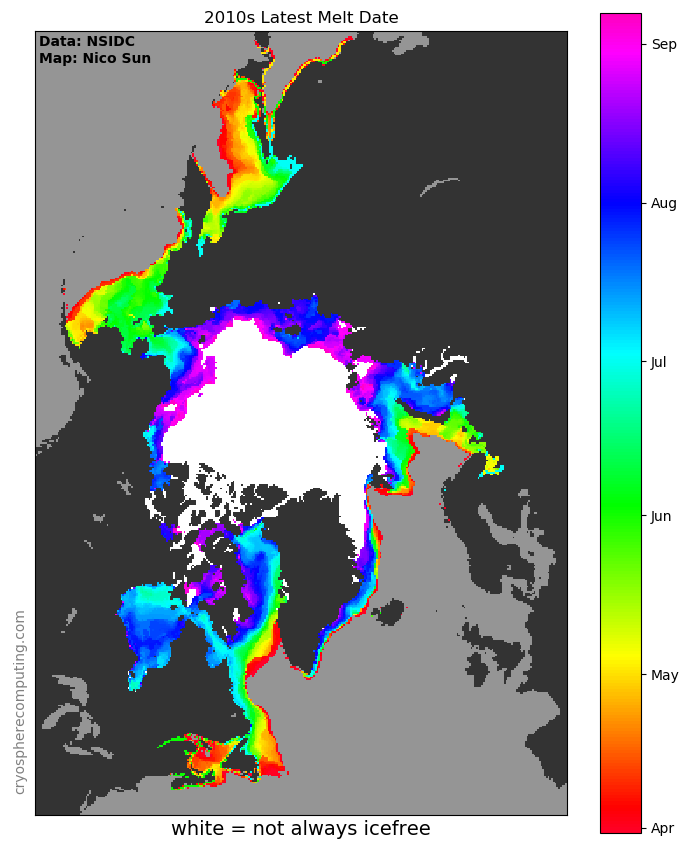 2010s Latest Melt Date
Data: NSIDC
Map: Nico Sun
Sep
Aug
Jul
Jun
May
Apr
cryospherecomputing.com
white = not always icefree